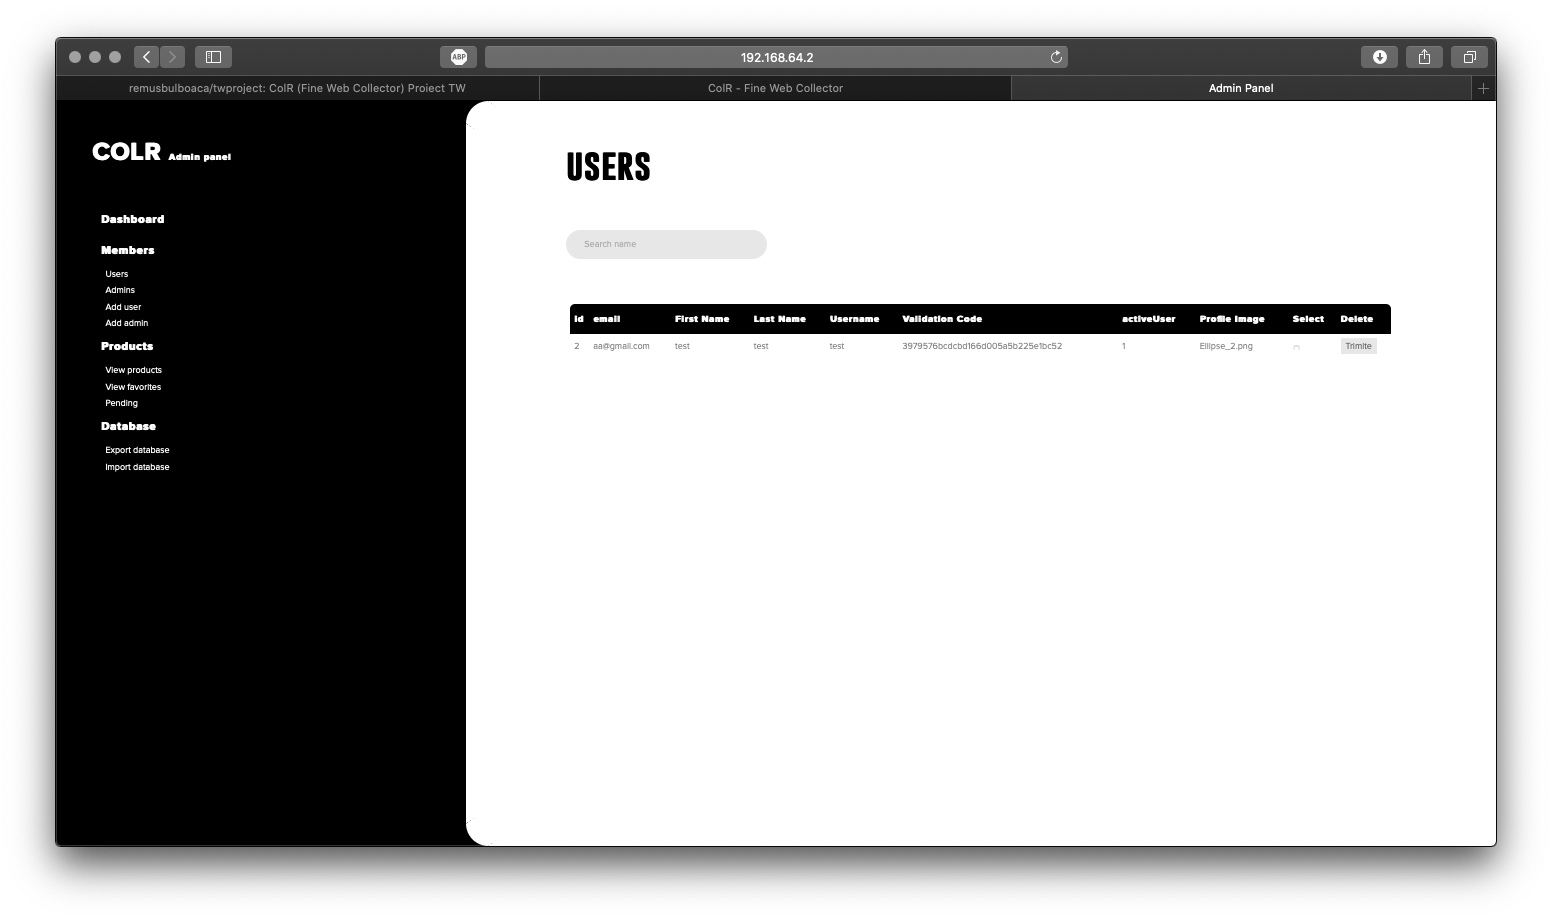 ABP
192.168.64.2
remusbulboaca/twproject: ColR (Fine Web Collector) Proiect TW
ColR - Fine Web Collector
Admin Panel
COLR Admin panel
Dashboard
Members
Users
Admins
Add user
Add admin
Products
View products
View favorites
Pending
Database
Export database
Import database
USERS
Search name
id email First Name Last Name Username Validation Code activeUser Profile Image Select Delete
2 aa@gmail.com test test test 3979576bcdcbd166d005a5b225e1bc52 1 Ellipse_2.png Trimite